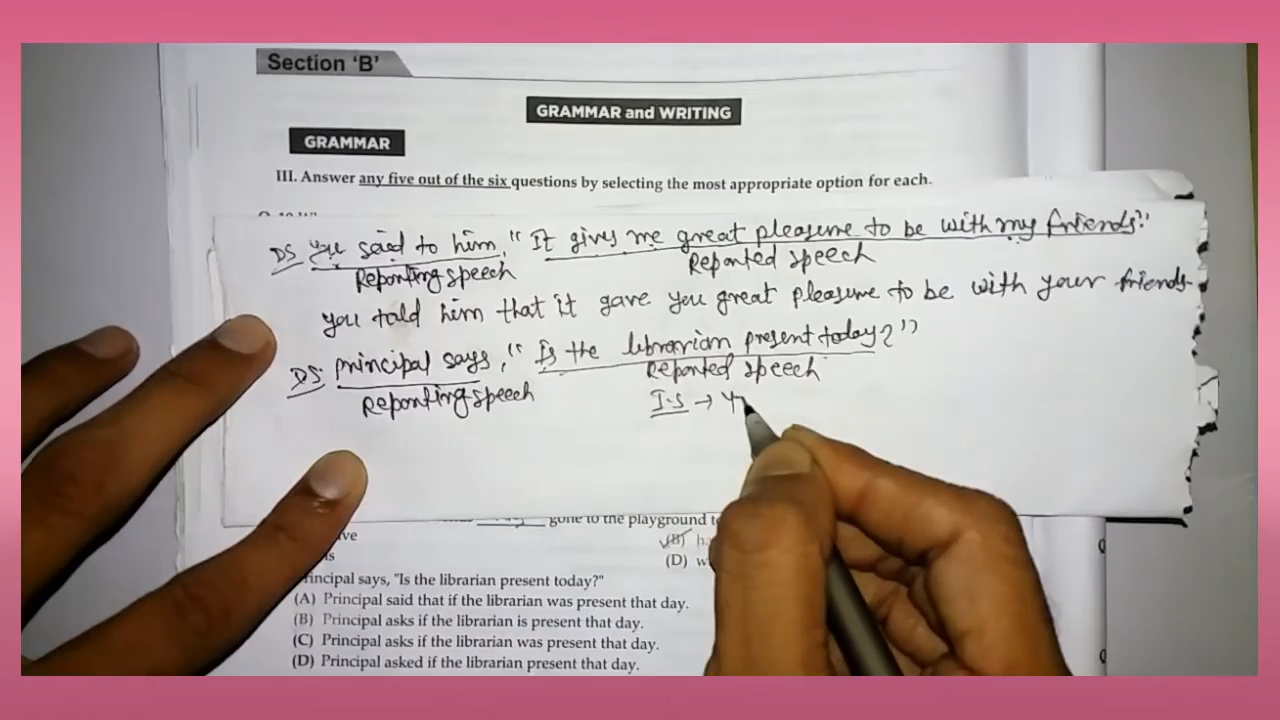 Section 'B'
GRAMMAR and WRITING
GRAMMAR
III. Answer any five out of the six questions by selecting the most appropriate option for each.
DS You said to him, "It gives me great pleasure to be with my friends."
Reporting speech Reported speech
you told him that it gave you great pleasure to be with your friends.
DS: Principal says, "Is the librarian present today?"
Reporting speech Reported speech
I.S →
gone to the playground
(B)
(D)
rincipal says, "Is the librarian present today?"
(A) Principal said that if the librarian was present that day.
(B) Principal asks if the librarian is present that day.
(C) Principal asks if the librarian was present that day.
(D) Principal asked if the librarian present that day.